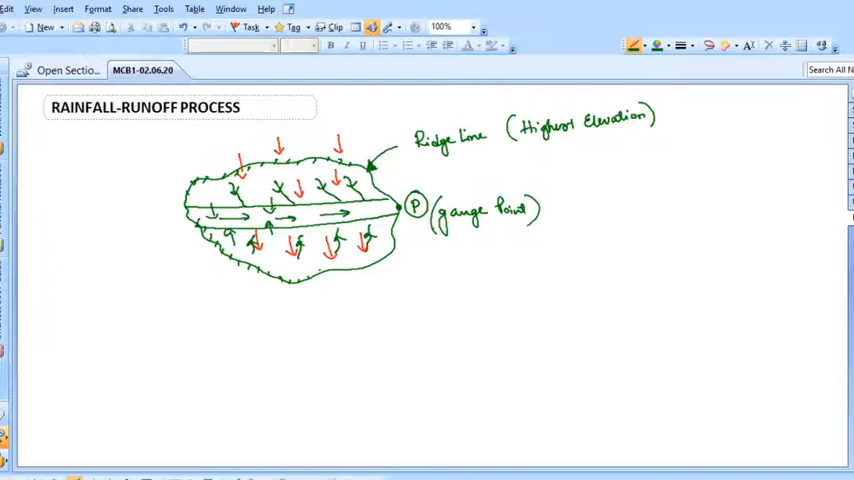 Edit View Insert Format Share Tools Table Window Help
New Task Tag Clip 100%
Open Sectio... MCB1-02.06.20 Search All N
RAINFALL-RUNOFF PROCESS
Ridge Line (Highest Elevation)
P (gauge Point)